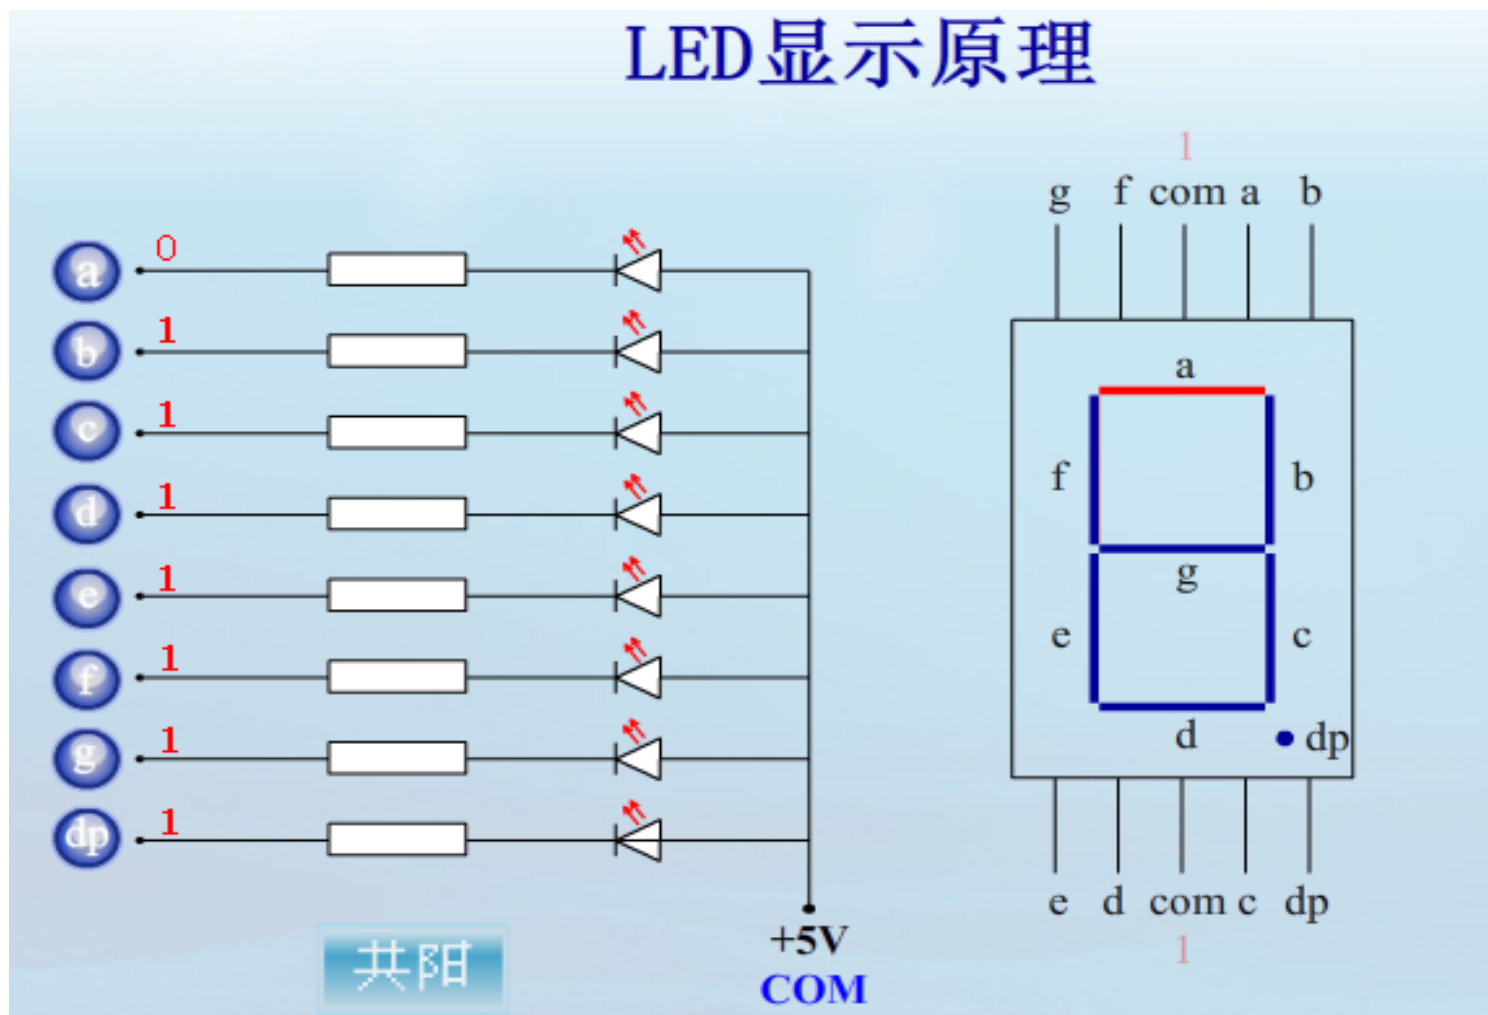 LED显示原理
1
g f com a b
a 0
b 1
c 1
d 1
e 1
f 1
g 1
dp 1
+5V
COM
共阳
a
f b
g
e c
d dp
e d com c dp
1